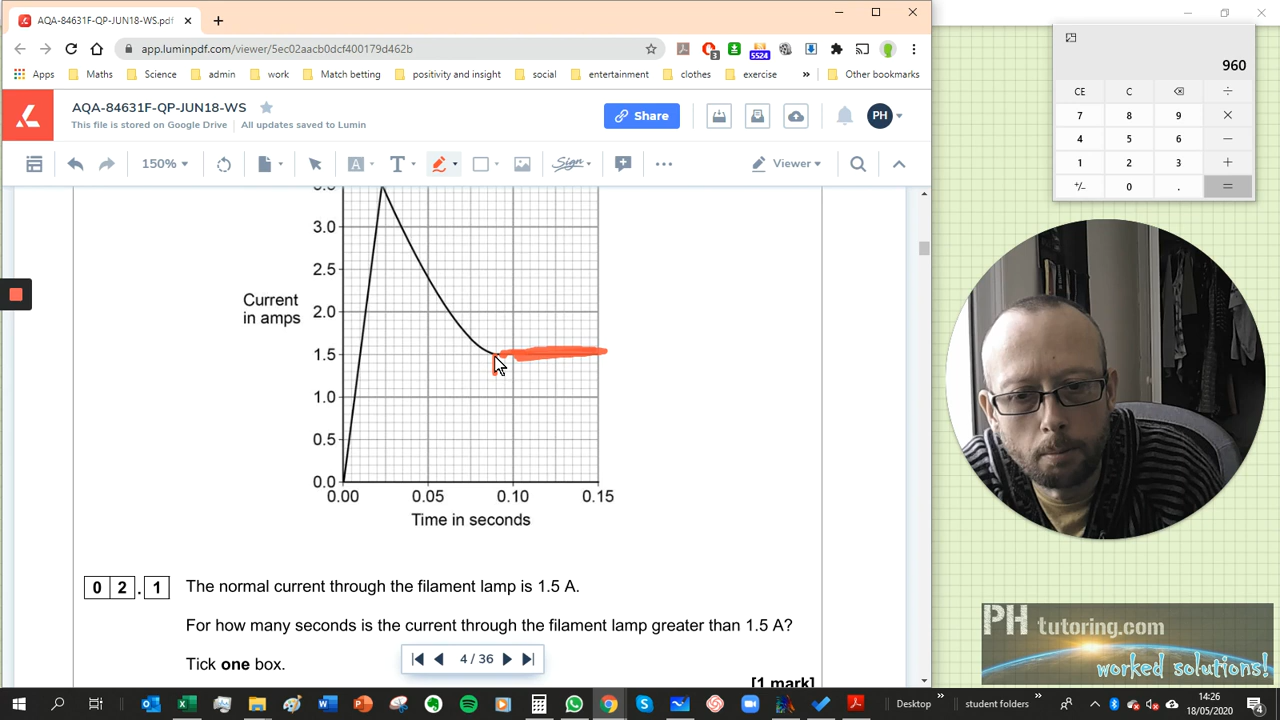 AQA-84631F-QP-JUN18-WS.pdf
app.luminpdf.com/viewer/5ec02aacb0dcf400179d462b
3
5524
Apps
Maths
Science
admin
work
Match betting
positivity and insight
social
entertainment
clothes
exercise
»
Other bookmarks
AQA-84631F-QP-JUN18-WS
This file is stored on Google Drive
All updates saved to Lumin
Share
PH
150%
A
T
Sign
Viewer
960
CE
C
7
8
9
4
5
6
1
2
3
+/-
0
.
3.0
2.5
2.0
1.5
1.0
0.5
0.0
Current
in amps
0.00
0.05
0.10
0.15
Time in seconds
0 2 . 1
The normal current through the filament lamp is 1.5 A.
For how many seconds is the current through the filament lamp greater than 1.5 A?
Tick one box.
[1 mark]
4 / 36
PH tutoring.com
worked solutions!
Desktop
student folders
14:26
18/05/2020